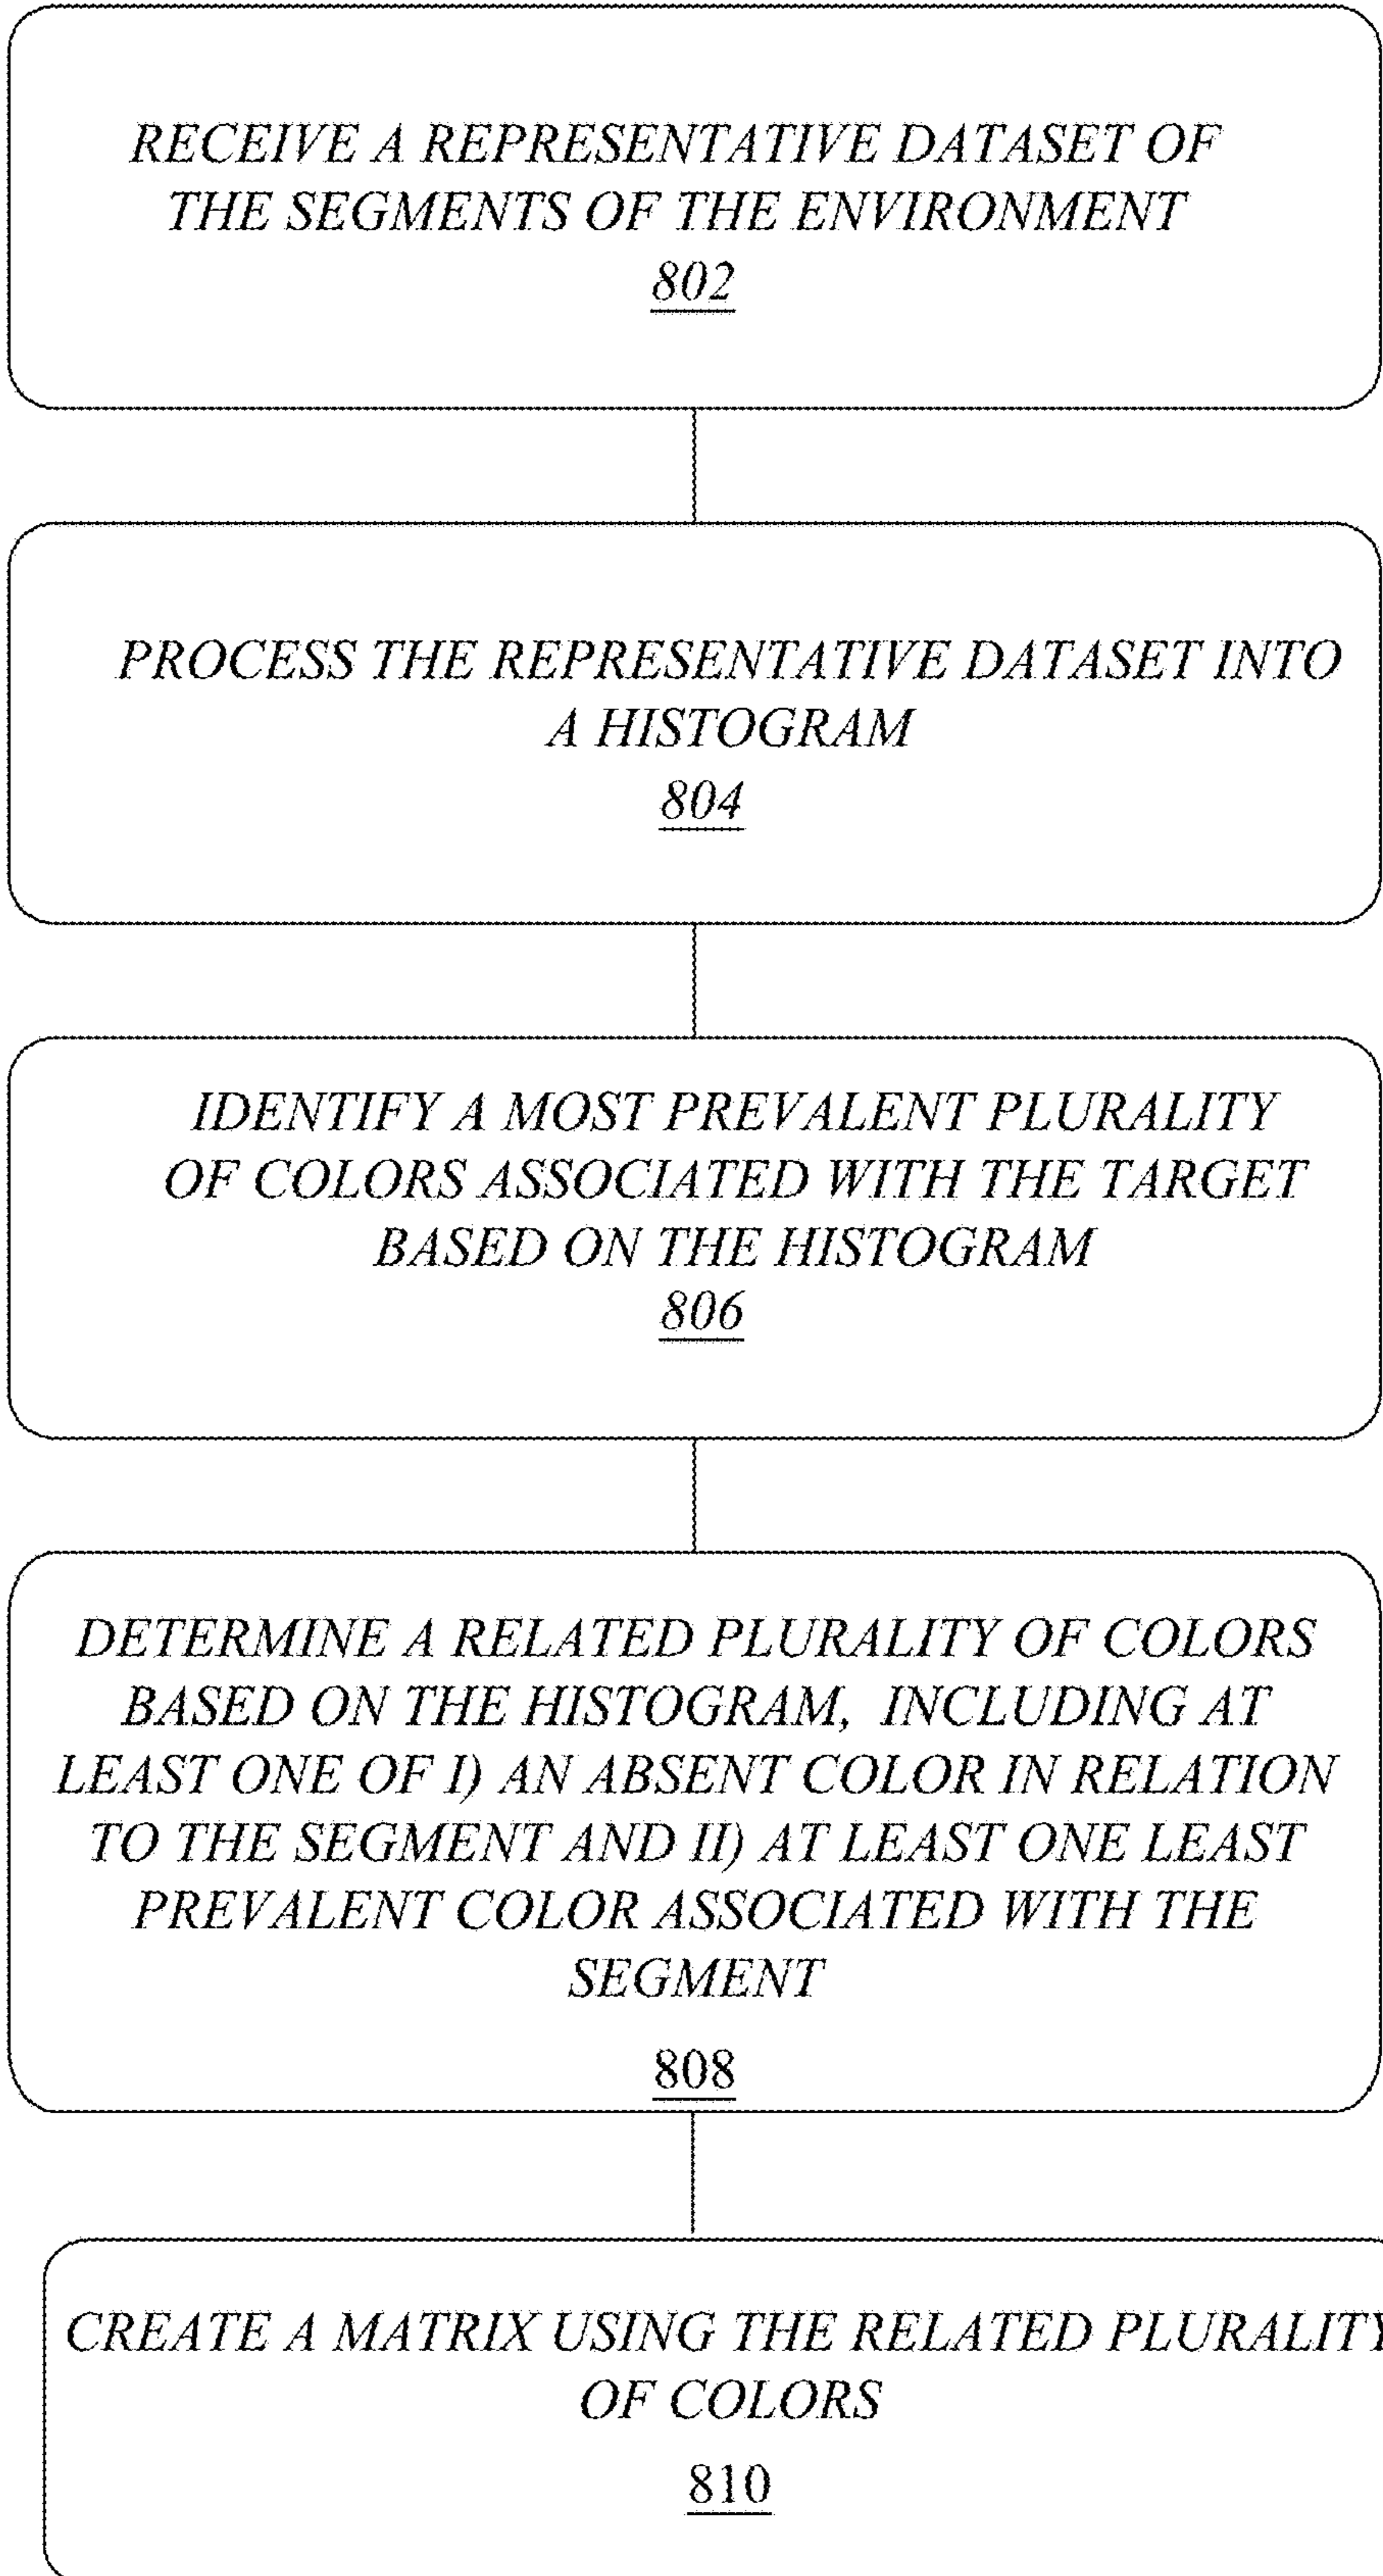 RECEIVE A REPRESENTATIVE DATASET OF
THE SEGMENTS OF THE ENVIRONMENT
802
PROCESS THE REPRESENTATIVE DATASET INTO
A HISTOGRAM
804
IDENTIFY A MOST PREVALENT PLURALITY
OF COLORS ASSOCIATED WITH THE TARGET
BASED ON THE HISTOGRAM
806
DETERMINE A RELATED PLURALITY OF COLORS
BASED ON THE HISTOGRAM, INCLUDING AT
LEAST ONE OF I) AN ABSENT COLOR IN RELATION
TO THE SEGMENT AND II) AT LEAST ONE LEAST
PREVALENT COLOR ASSOCIATED WITH THE
SEGMENT
808
CREATE A MATRIX USING THE RELATED PLURALITY
OF COLORS
810